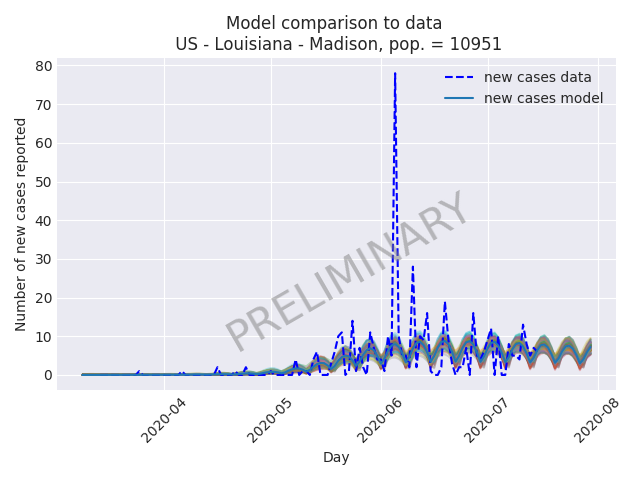 Model comparison to data
US - Louisiana - Madison, pop. = 10951
Number of new cases reported
80
70
60
50
40
30
20
10
0
new cases data
new cases model
PRELIMINARY
2020-04
2020-05
2020-06
2020-07
2020-08
Day